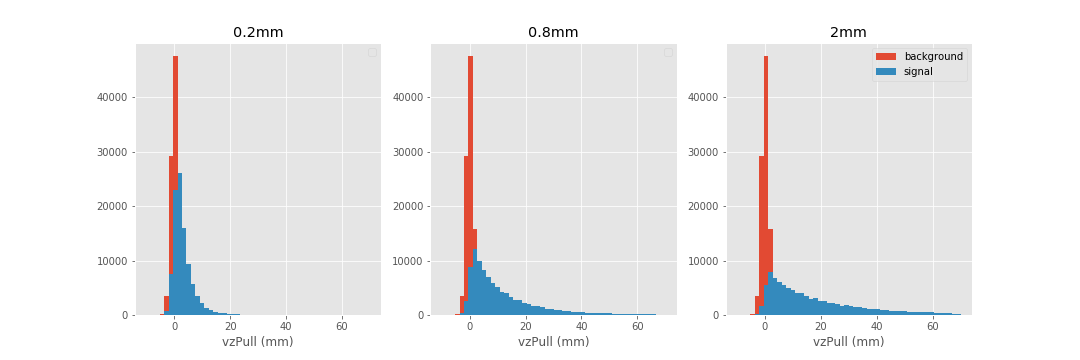 0.2mm 0.8mm 2mm
background
signal
40000 40000 40000
30000 30000 30000
20000 20000 20000
10000 10000 10000
0 0 0
0 20 40 60 0 20 40 60 0 20 40 60
vzPull (mm) vzPull (mm) vzPull (mm)